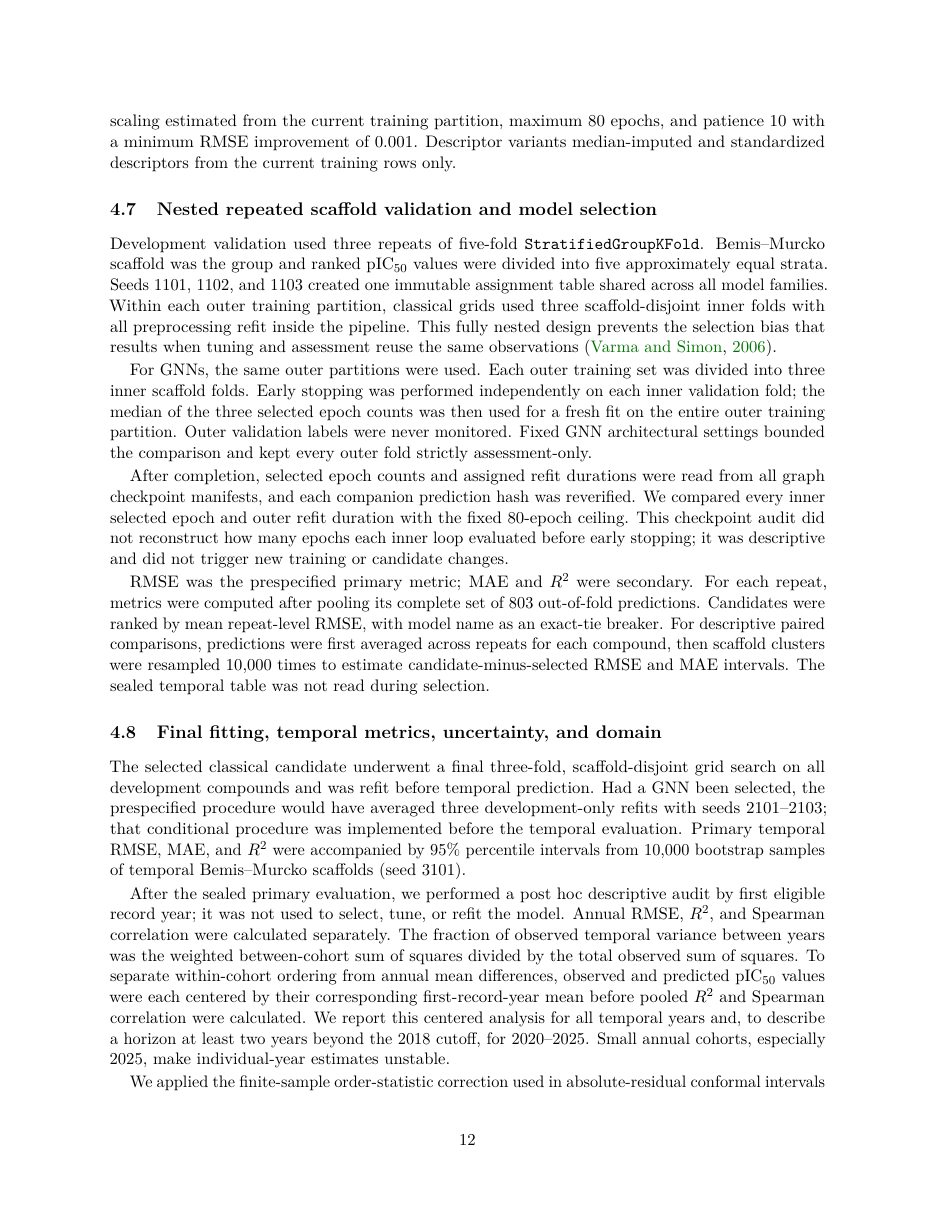 scaling estimated from the current training partition, maximum 80 epochs, and patience 10 with
a minimum RMSE improvement of 0.001. Descriptor variants median-imputed and standardized
descriptors from the current training rows only.
4.7 Nested repeated scaffold validation and model selection
Development validation used three repeats of five-fold StratifiedGroupKFold. Bemis–Murcko
scaffold was the group and ranked pIC50 values were divided into five approximately equal strata.
Seeds 1101, 1102, and 1103 created one immutable assignment table shared across all model families.
Within each outer training partition, classical grids used three scaffold-disjoint inner folds with
all preprocessing refit inside the pipeline. This fully nested design prevents the selection bias that
results when tuning and assessment reuse the same observations (Varma and Simon, 2006).
For GNNs, the same outer partitions were used. Each outer training set was divided into three
inner scaffold folds. Early stopping was performed independently on each inner validation fold; the
median of the three selected epoch counts was then used for a fresh fit on the entire outer training
partition. Outer validation labels were never monitored. Fixed GNN architectural settings bounded
the comparison and kept every outer fold strictly assessment-only.
After completion, selected epoch counts and assigned refit durations were read from all graph
checkpoint manifests, and each companion prediction hash was reverified. We compared every inner
selected epoch and outer refit duration with the fixed 80-epoch ceiling. This checkpoint audit did
not reconstruct how many epochs each inner loop evaluated before early stopping; it was descriptive
and did not trigger new training or candidate changes.
RMSE was the prespecified primary metric; MAE and R2 were secondary. For each repeat,
metrics were computed after pooling its complete set of 803 out-of-fold predictions. Candidates were
ranked by mean repeat-level RMSE, with model name as an exact-tie breaker. For descriptive paired
comparisons, predictions were first averaged across repeats for each compound, then scaffold clusters
were resampled 10,000 times to estimate candidate-minus-selected RMSE and MAE intervals. The
sealed temporal table was not read during selection.
4.8 Final fitting, temporal metrics, uncertainty, and domain
The selected classical candidate underwent a final three-fold, scaffold-disjoint grid search on all
development compounds and was refit before temporal prediction. Had a GNN been selected, the
prespecified procedure would have averaged three development-only refits with seeds 2101–2103;
that conditional procedure was implemented before the temporal evaluation. Primary temporal
RMSE, MAE, and R2 were accompanied by 95% percentile intervals from 10,000 bootstrap samples
of temporal Bemis–Murcko scaffolds (seed 3101).
After the sealed primary evaluation, we performed a post hoc descriptive audit by first eligible
record year; it was not used to select, tune, or refit the model. Annual RMSE, R2, and Spearman
correlation were calculated separately. The fraction of observed temporal variance between years
was the weighted between-cohort sum of squares divided by the total observed sum of squares. To
separate within-cohort ordering from annual mean differences, observed and predicted pIC50 values
were each centered by their corresponding first-record-year mean before pooled R2 and Spearman
correlation were calculated. We report this centered analysis for all temporal years and, to describe
a horizon at least two years beyond the 2018 cutoff, for 2020–2025. Small annual cohorts, especially
2025, make individual-year estimates unstable.
We applied the finite-sample order-statistic correction used in absolute-residual conformal intervals
12